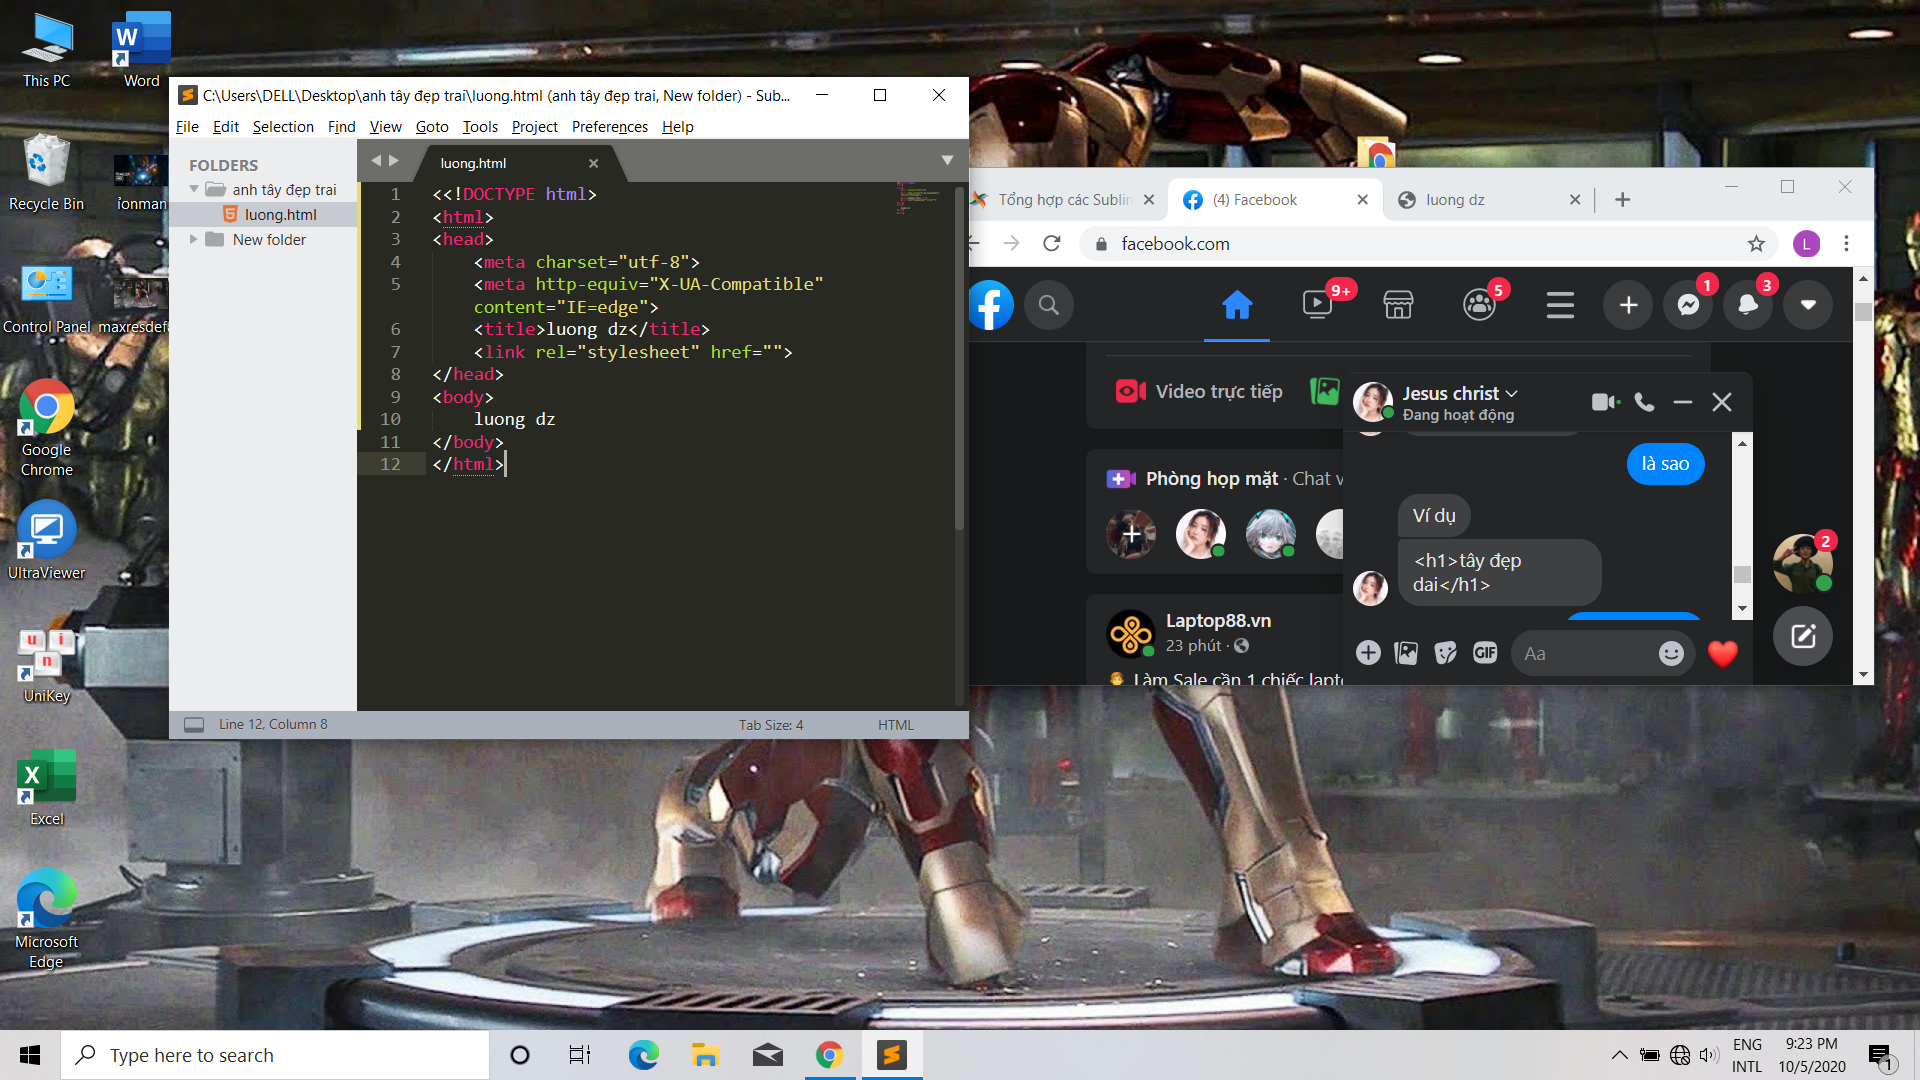 This PC
Word
Recycle Bin
ỉonman
Control Panel
maxresdefa
Google
Chrome
UltraViewer
u i
n
UniKey
Excel
Microsoft
Edge
C:\Users\DELL\Desktop\anh tây đẹp trai\luong.html (anh tây đẹp trai, New folder) - Sub...
File Edit Selection Find View Goto Tools Project Preferences Help
FOLDERS
anh tây đẹp trai
luong.html
New folder
luong.html
1 <<!DOCTYPE html>
2 <html>
3 <head>
4 <meta charset="utf-8">
5 <meta http-equiv="X-UA-Compatible"
content="IE=edge">
6 <title>luong dz</title>
7 <link rel="stylesheet" href="">
8 </head>
9 <body>
10 luong dz
11 </body>
12 </html>
Line 12, Column 8
Tab Size: 4
HTML
Tổng hợp các Sublim
(4) Facebook
luong dz
facebook.com
L
9+
5
1
3
Video trực tiếp
Phòng họp mặt · Chat v
Laptop88.vn
23 phút ·
Làm Sale cần 1 chiếc lapto
Jesus christ
Đang hoạt động
là sao
Ví dụ
<h1>tây đẹp
dai</h1>
GIF
Aa
2
Type here to search
ENG
INTL
9:23 PM
10/5/2020
1